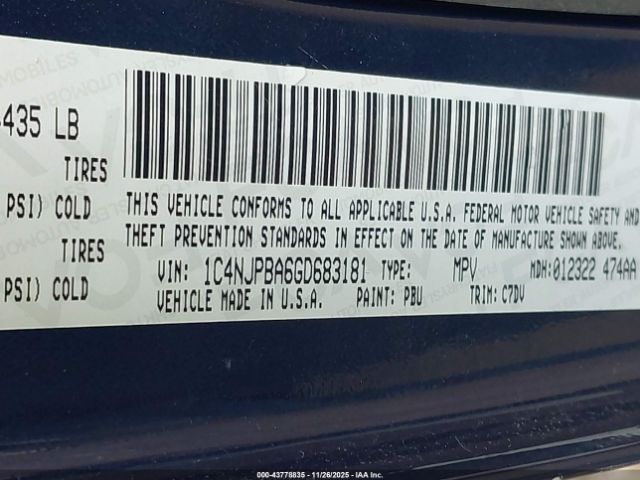 435 LB
TIRES
PSI) COLD
TIRES
PSI) COLD
THIS VEHICLE CONFORMS TO ALL APPLICABLE U.S.A. FEDERAL MOTOR VEHICLE SAFETY AND
THEFT PREVENTION STANDARDS IN EFFECT ON THE DATE OF MANUFACTURE SHOWN ABOVE.
VIN: 1C4NJPBA6GD683181 TYPE: MPV MDH:012322 474AA
VEHICLE MADE IN U.S.A. PAINT: PBU TRIM: C7DV
000-43778835 - 11/26/2025 - IAA Inc.